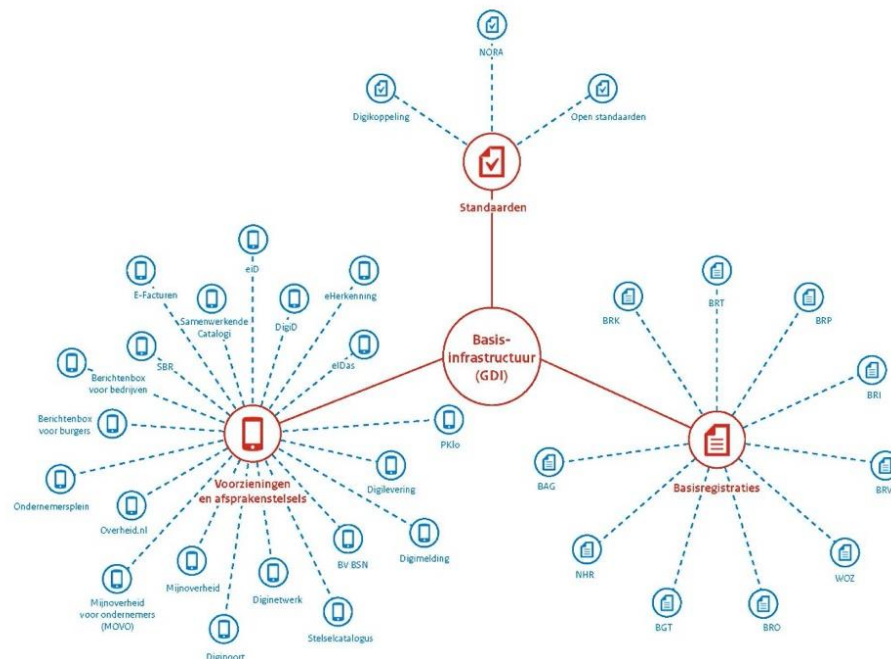 NORA
Digikoppeling
Open standaarden
Standaarden
eID
E-Facturen
eHerkenning
Samenwerkende
Catalogi
DigiD
BRT
BRK
BRP
Basis-
infrastructuur
(GDI)
SBR
eIDas
Berichtenbox
voor bedrijven
BRI
Berichtenbox
voor burgers
PKIo
Voorzieningen
en afsprakenstelsels
Basisregistraties
BAG
BRV
Ondernemersplein
Digilevering
Overheid.nl
BV BSN
Digimelding
NHR
WOZ
Mijnoverheid
voor ondernemers
(MOVO)
Mijnoverheid
Diginetwerk
Stelselcatalogus
BGT
BRO
Digipoort